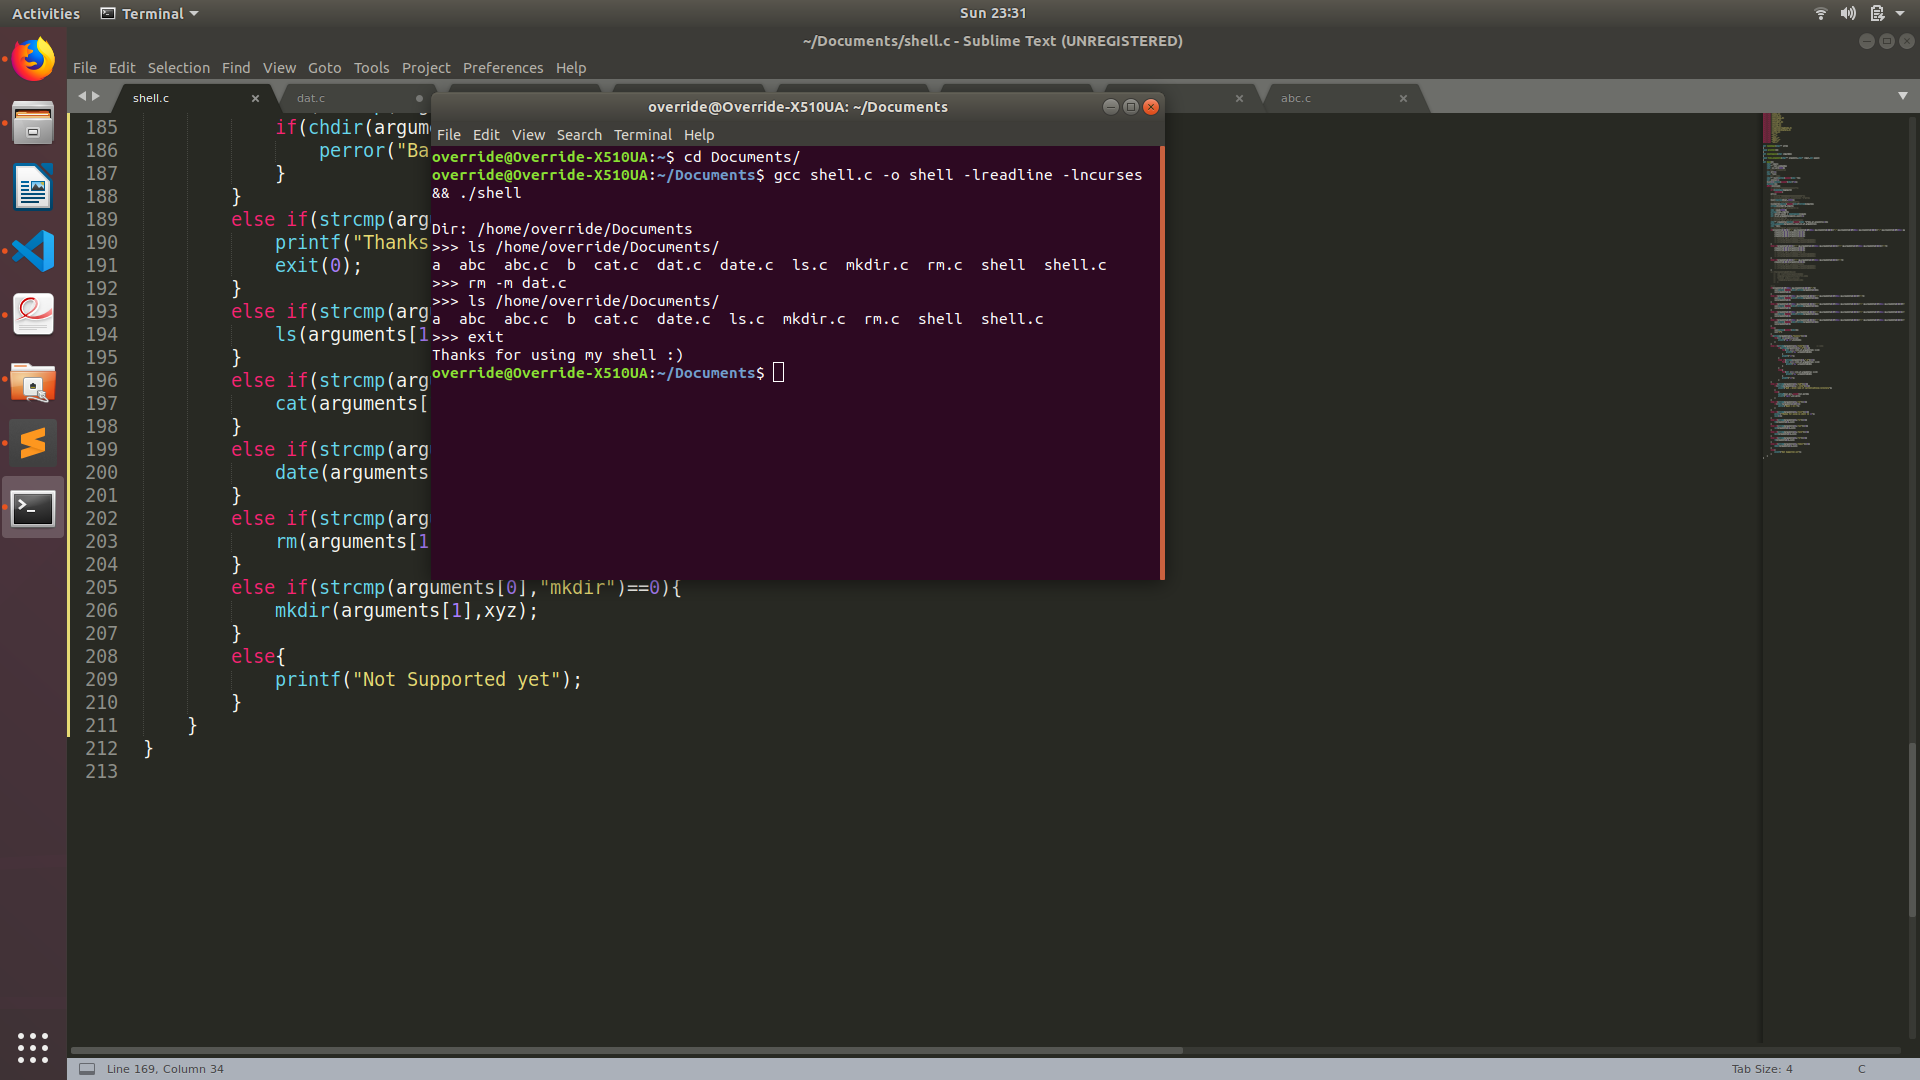 Activities
Terminal
Sun 23:31
~/Documents/shell.c - Sublime Text (UNREGISTERED)
File Edit Selection Find View Goto Tools Project Preferences Help
shell.c
dat.c
abc.c
override@Override-X510UA: ~/Documents
File Edit View Search Terminal Help
override@Override-X510UA:~$ cd Documents/
override@Override-X510UA:~/Documents$ gcc shell.c -o shell -lreadline -lncurses
&& ./shell
Dir: /home/override/Documents
>>> ls /home/override/Documents/
a abc abc.c b cat.c dat.c date.c ls.c mkdir.c rm.c shell shell.c
>>> rm -m dat.c
>>> ls /home/override/Documents/
a abc abc.c b cat.c date.c ls.c mkdir.c rm.c shell shell.c
>>> exit
Thanks for using my shell :)
override@Override-X510UA:~/Documents$
185 if(chdir(argum
186 perror("Ba
187 }
188 }
189 else if(strcmp(arg
190 printf("Thanks
191 exit(0);
192 }
193 else if(strcmp(arg
194 ls(arguments[1
195 }
196 else if(strcmp(arg
197 cat(arguments[
198 }
199 else if(strcmp(arg
200 date(arguments
201 }
202 else if(strcmp(arg
203 rm(arguments[1
204 }
205 else if(strcmp(arguments[0],"mkdir")==0){
206 mkdir(arguments[1],xyz);
207 }
208 else{
209 printf("Not Supported yet");
210 }
211 }
212 }
213
Line 169, Column 34
Tab Size: 4
C